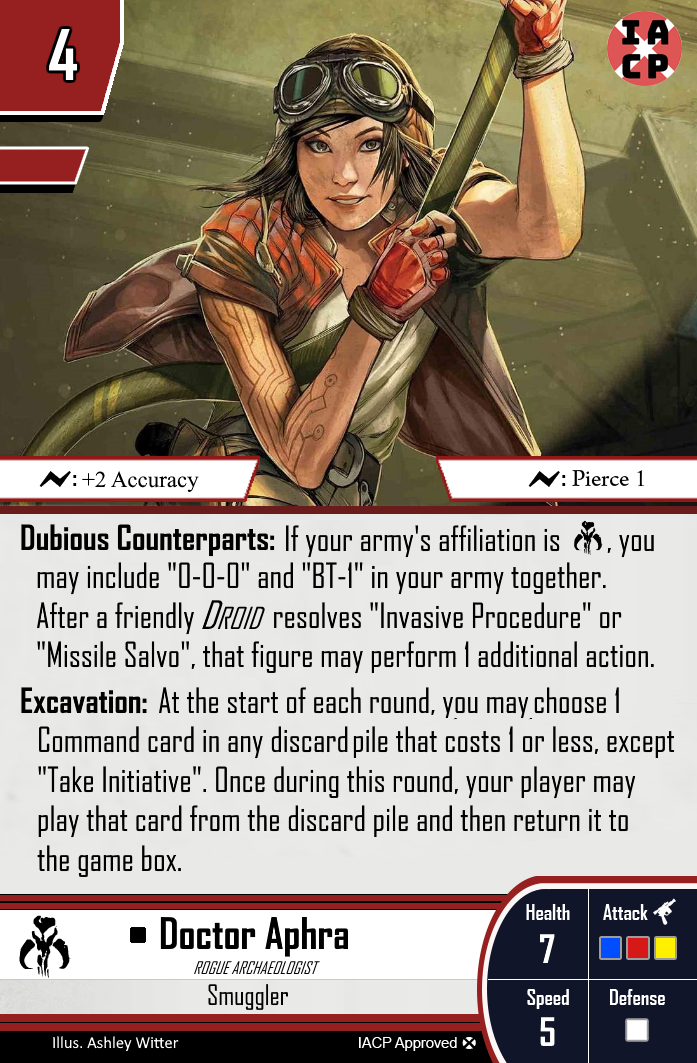 4
IA
CP
: +2 Accuracy
: Pierce 1
Dubious Counterparts: If your army's affiliation is , you
may include "0-0-0" and "BT-1" in your army together.
After a friendly DROID resolves "Invasive Procedure" or
"Missile Salvo", that figure may perform 1 additional action.
Excavation: At the start of each round, you may choose 1
Command card in any discard pile that costs 1 or less, except
"Take Initiative". Once during this round, your player may
play that card from the discard pile and then return it to
the game box.
Doctor Aphra
ROGUE ARCHAEOLOGIST
Smuggler
Health
7
Attack
Speed
5
Defense
Illus. Ashley Witter
IACP Approved